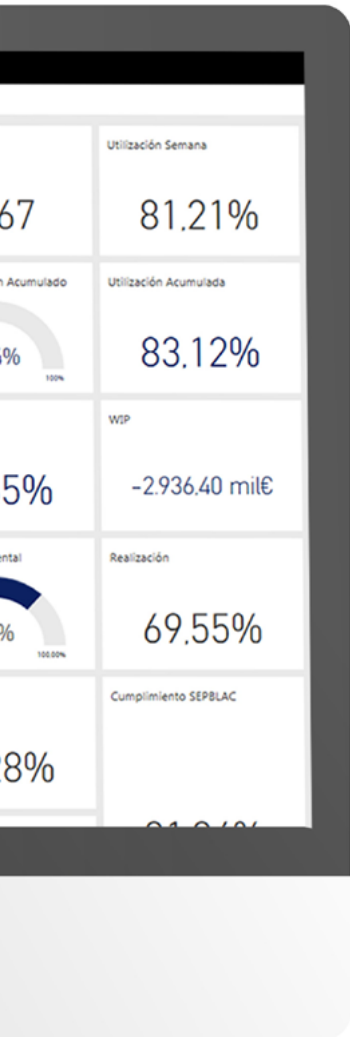 Utilización Semana
67
81,21%
n Acumulado
Utilización Acumulada
%
83,12%
100%
WIP
5%
-2.936,40 mil€
ental
Realización
%
69,55%
100.00%
Cumplimiento SEPBLAC
8%